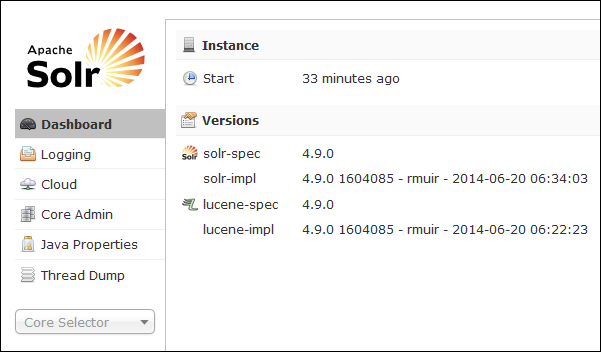 Apache
Solr
Dashboard
Logging
Cloud
Core Admin
Java Properties
Thread Dump
Core Selector
Instance
Start 33 minutes ago
Versions
Solr solr-spec 4.9.0
solr-impl 4.9.0 1604085 - rmuir - 2014-06-20 06:34:03
lucene-spec 4.9.0
lucene-impl 4.9.0 1604085 - rmuir - 2014-06-20 06:22:23